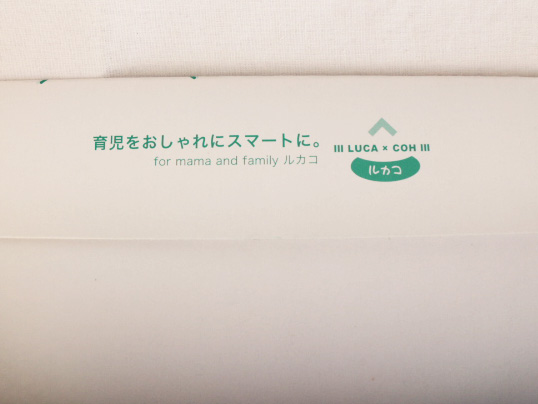 育児をおしゃれにスマートに。
for mama and family ルカコ
LUCA × COH
ルカコ